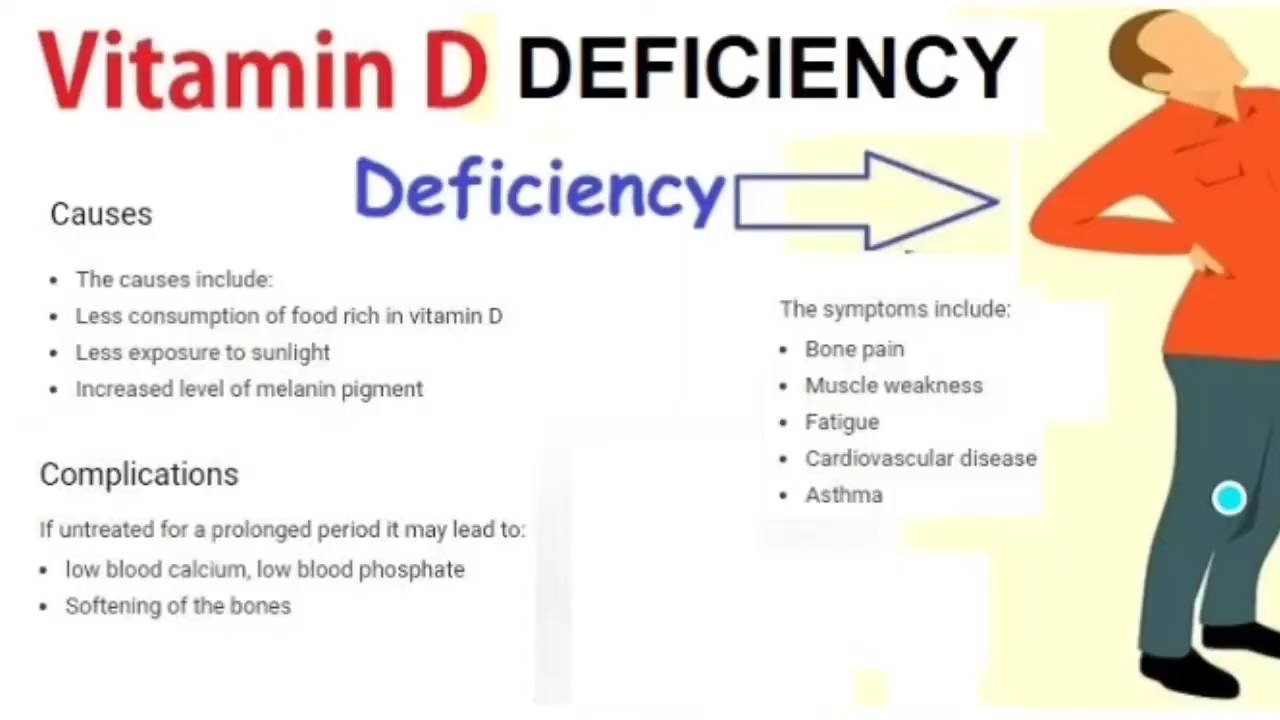 Vitamin D DEFICIENCY
Deficiency
Causes
• The causes include:
• Less consumption of food rich in vitamin D
• Less exposure to sunlight
• Increased level of melanin pigment
Complications
If untreated for a prolonged period it may lead to:
• low blood calcium, low blood phosphate
• Softening of the bones
The symptoms include:
• Bone pain
• Muscle weakness
• Fatigue
• Cardiovascular disease
• Asthma